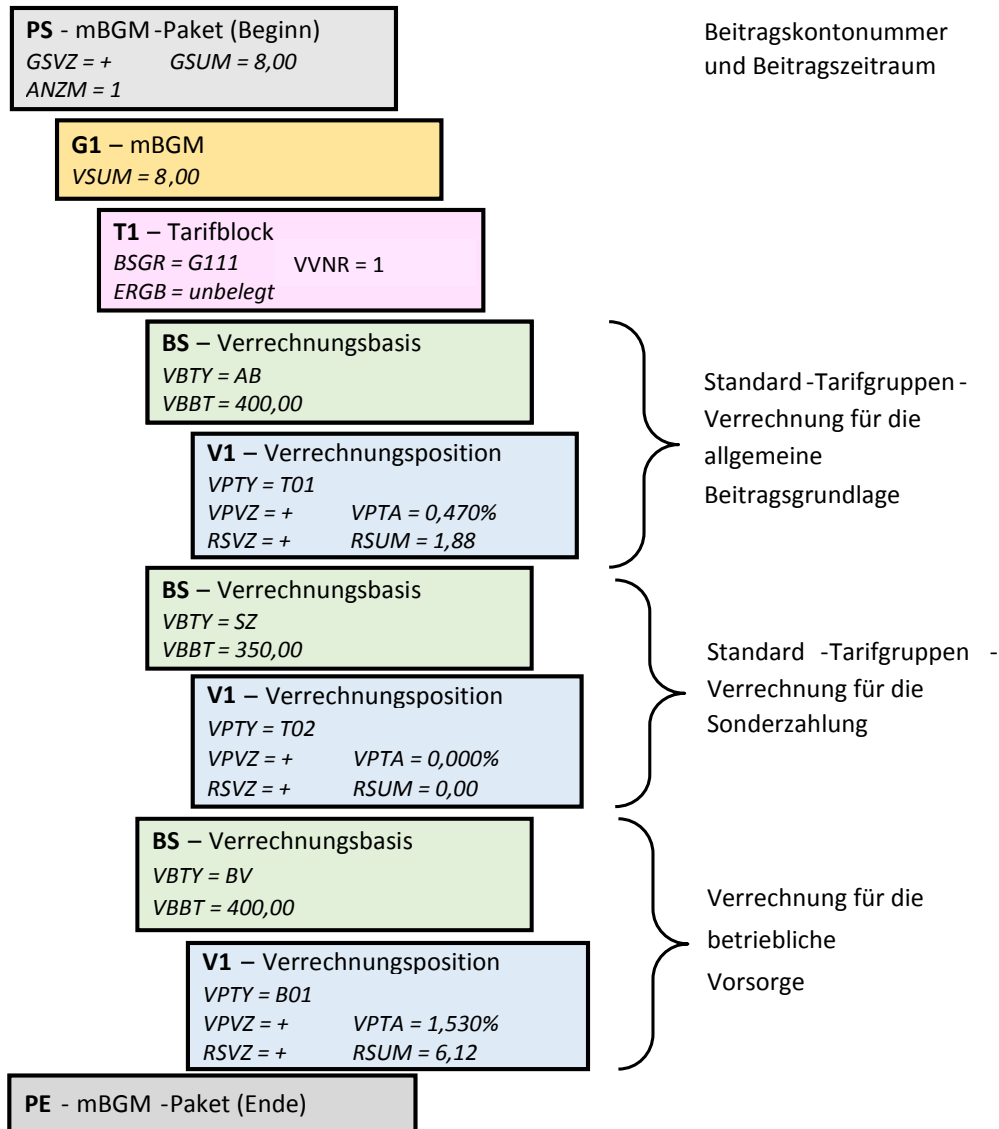 PS - mBGM -Paket (Beginn)
GSVZ = + GSUM = 8,00
ANZM = 1
Beitragskontonummer
und Beitragszeitraum
G1 – mBGM
VSUM = 8,00
T1 – Tarifblock
BSGR = G111 VVNR = 1
ERGB = unbelegt
BS – Verrechnungsbasis
VBTY = AB
VBBT = 400,00
V1 – Verrechnungsposition
VPTY = T01
VPVZ = + VPTA = 0,470%
RSVZ = + RSUM = 1,88
Standard -Tarifgruppen -
Verrechnung für die
allgemeine
Beitragsgrundlage
BS – Verrechnungsbasis
VBTY = SZ
VBBT = 350,00
V1 – Verrechnungsposition
VPTY = T02
VPVZ = + VPTA = 0,000%
RSVZ = + RSUM = 0,00
Standard -Tarifgruppen -
Verrechnung für die
Sonderzahlung
BS – Verrechnungsbasis
VBTY = BV
VBBT = 400,00
V1 – Verrechnungsposition
VPTY = B01
VPVZ = + VPTA = 1,530%
RSVZ = + RSUM = 6,12
Verrechnung für die
betriebliche
Vorsorge
PE - mBGM -Paket (Ende)